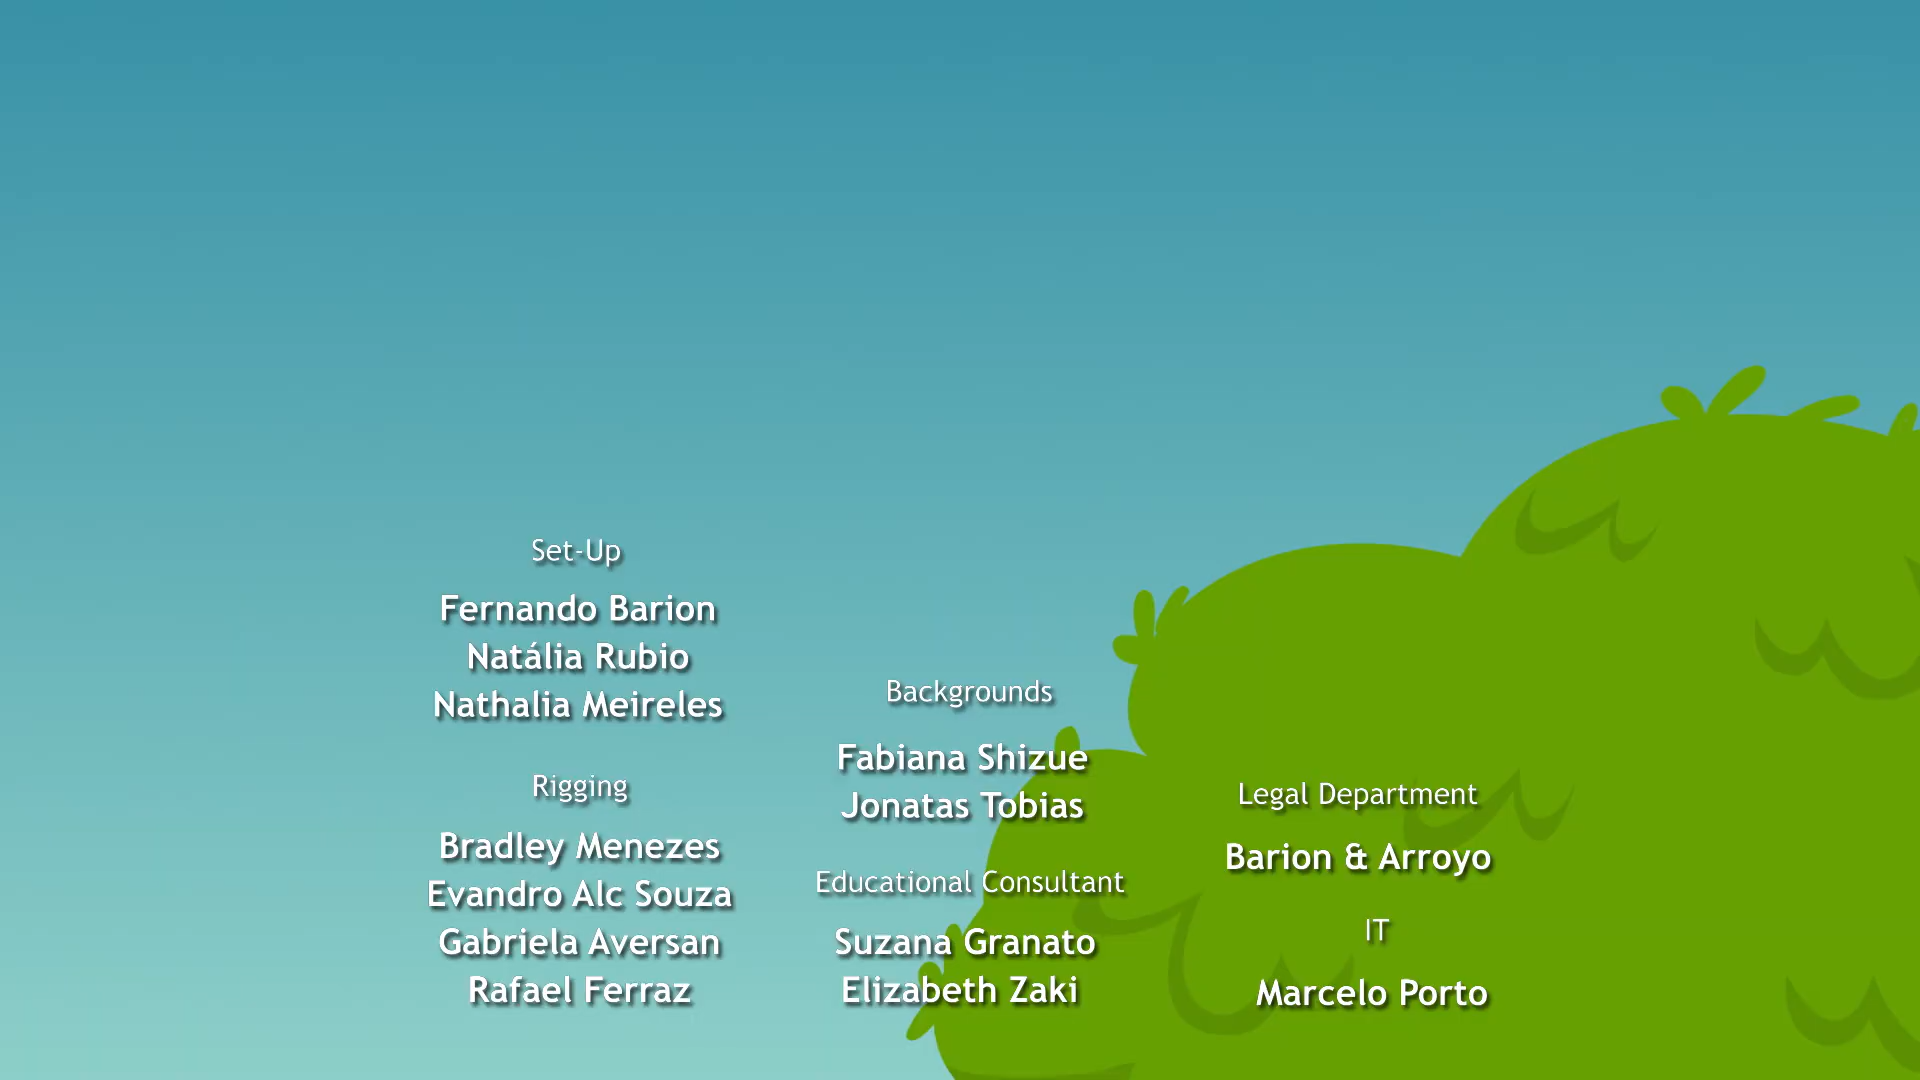 Set-Up
Fernando Barion
Natália Rubio
Nathalia Meireles
Rigging
Bradley Menezes
Evandro Alc Souza
Gabriela Aversan
Rafael Ferraz
Backgrounds
Fabiana Shizue
Jonatas Tobias
Educational Consultant
Suzana Granato
Elizabeth Zaki
Legal Department
Barion & Arroyo
IT
Marcelo Porto